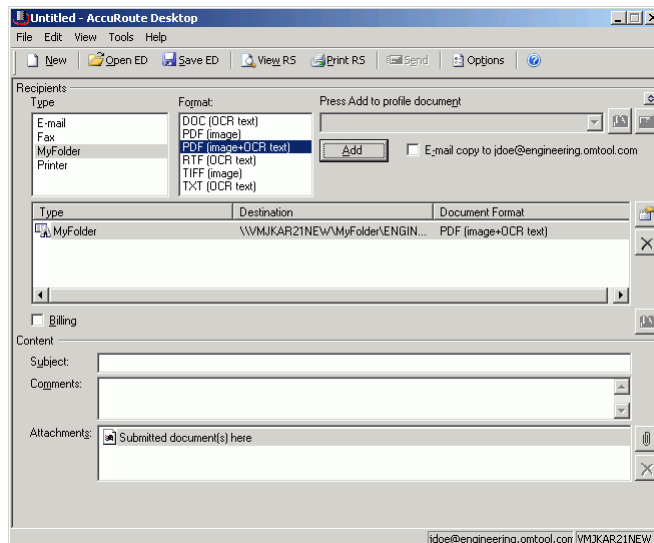 Untitled - AccuRoute Desktop
File Edit View Tools Help
New Open ED Save ED View RS Print RS Send Options
Recipients
Type Format: Press Add to profile document
E-mail
Fax
MyFolder
Printer
DOC (OCR text)
PDF (image)
PDF (image+OCR text)
RTF (OCR text)
TIFF (image)
TXT (OCR text)
Add E-mail copy to jdoe@engineering.omtool.com
Type Destination Document Format
MyFolder \\VMJKAR21NEW\MyFolder\ENGIN... PDF (image+OCR text)
Billing
Content
Subject:
Comments:
Attachments: Submitted document(s) here
jdoe@engineering.omtool.com VMJKAR21NEW